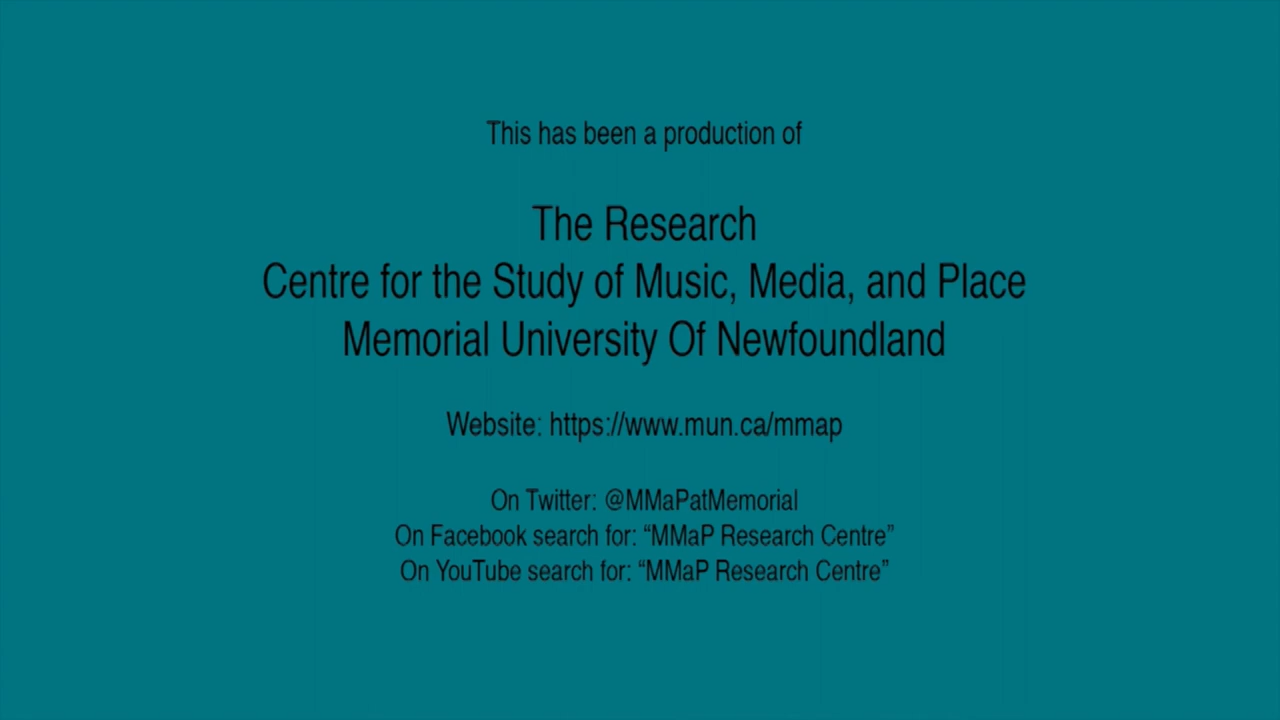 This has been a production of
The Research
Centre for the Study of Music, Media, and Place
Memorial University Of Newfoundland
Website: https://www.mun.ca/mmap
On Twitter: @MMaPatMemorial
On Facebook search for: “MMaP Research Centre”
On YouTube search for: “MMaP Research Centre”